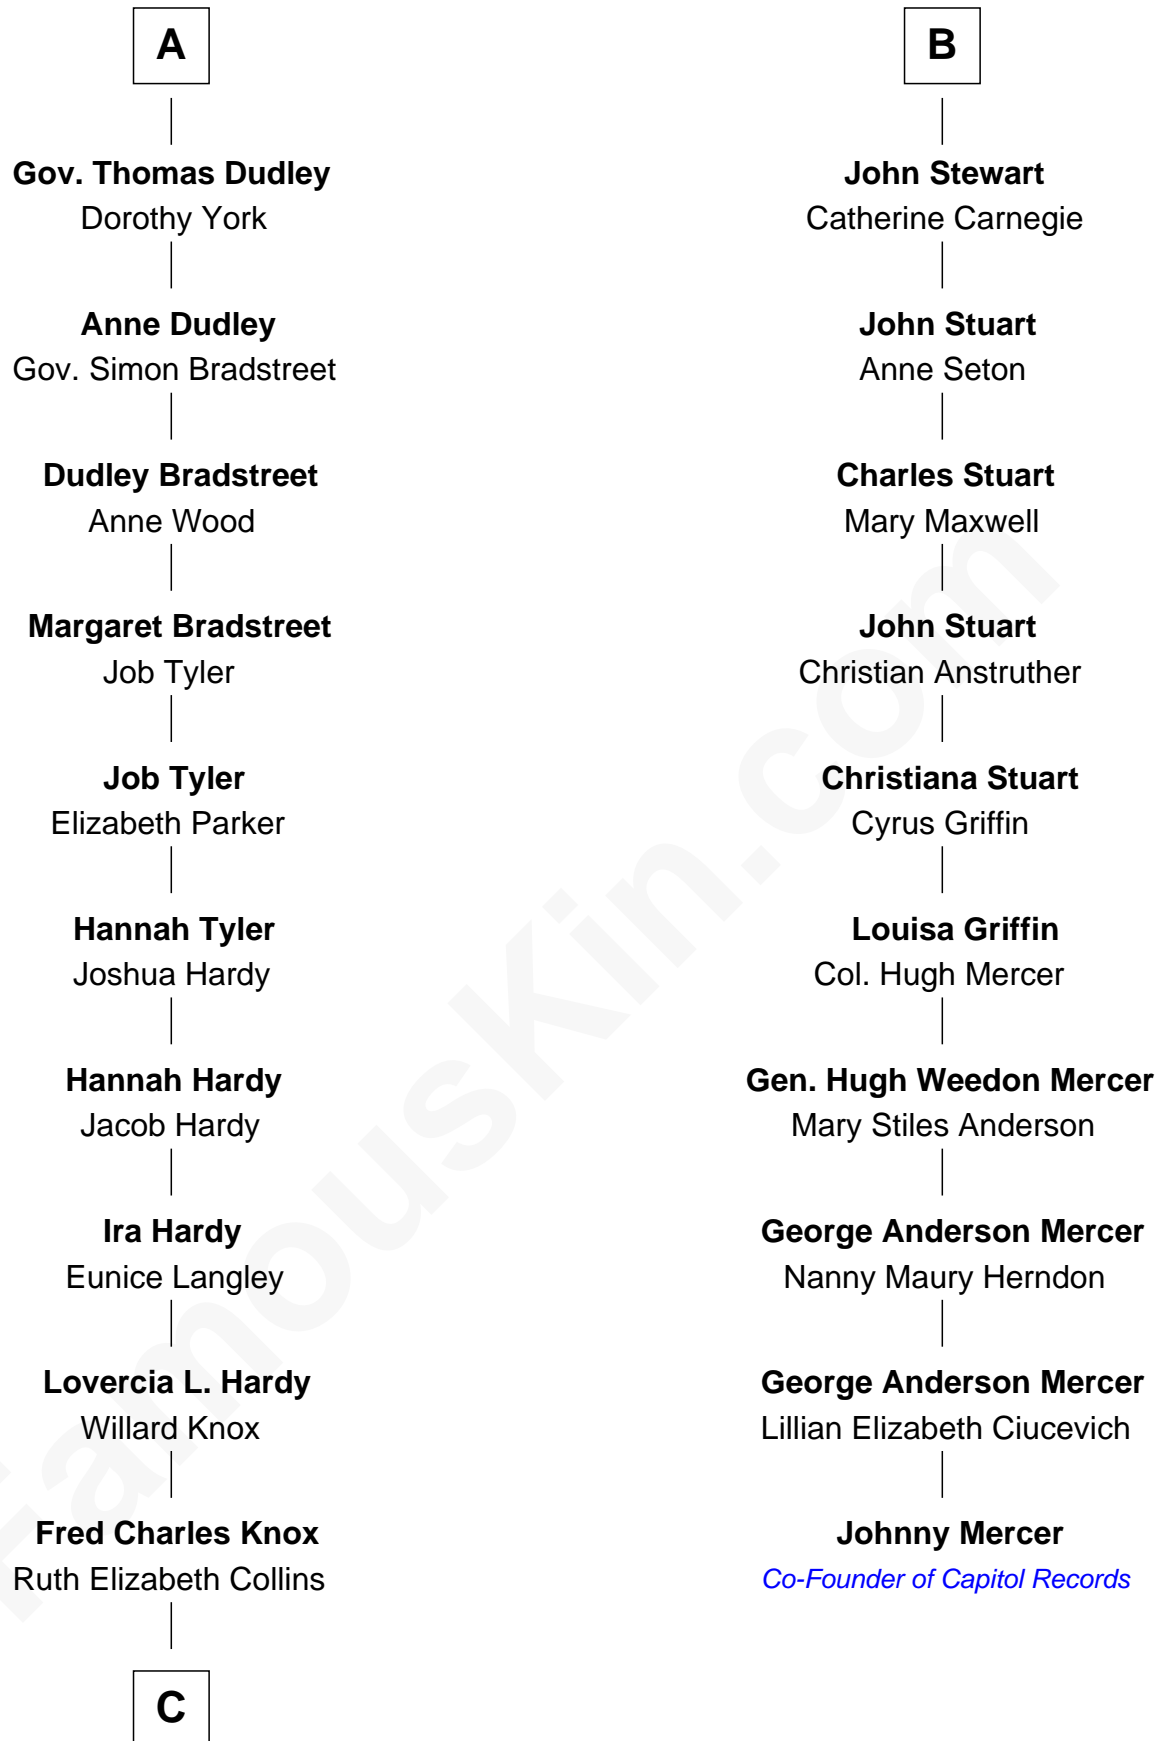 A
Gov. Thomas Dudley
Dorothy York
Anne Dudley
Gov. Simon Bradstreet
Dudley Bradstreet
Anne Wood
Margaret Bradstreet
Job Tyler
Job Tyler
Elizabeth Parker
Hannah Tyler
Joshua Hardy
Hannah Hardy
Jacob Hardy
Ira Hardy
Eunice Langley
Lovercia L. Hardy
Willard Knox
Fred Charles Knox
Ruth Elizabeth Collins
C
B
John Stewart
Catherine Carnegie
John Stuart
Anne Seton
Charles Stuart
Mary Maxwell
John Stuart
Christian Anstruther
Christiana Stuart
Cyrus Griffin
Louisa Griffin
Col. Hugh Mercer
Gen. Hugh Weedon Mercer
Mary Stiles Anderson
George Anderson Mercer
Nanny Maury Herndon
George Anderson Mercer
Lillian Elizabeth Ciucevich
Johnny Mercer
Co-Founder of Capitol Records
FamousKin.com